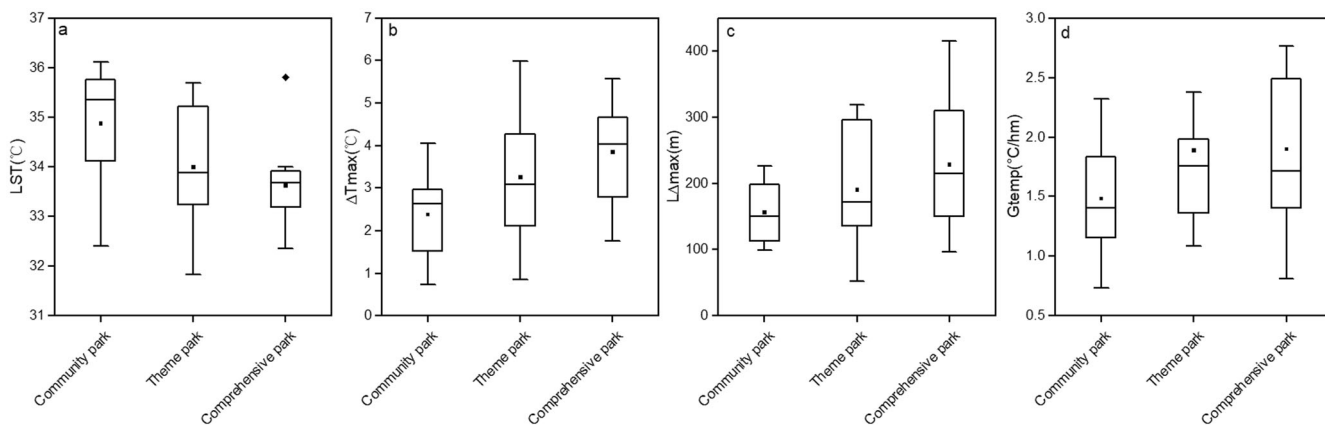 a
LST(℃)
37
36
35
34
33
32
31
Community park
Theme park
Comprehensive park
b
ΔTmax(℃)
7
6
5
4
3
2
1
0
Community park
Theme park
Comprehensive park
c
LΔmax(m)
400
300
200
100
0
Community park
Theme park
Comprehensive park
d
Gtemp(°C/hm)
3.0
2.5
2.0
1.5
1.0
0.5
Community park
Theme park
Comprehensive park